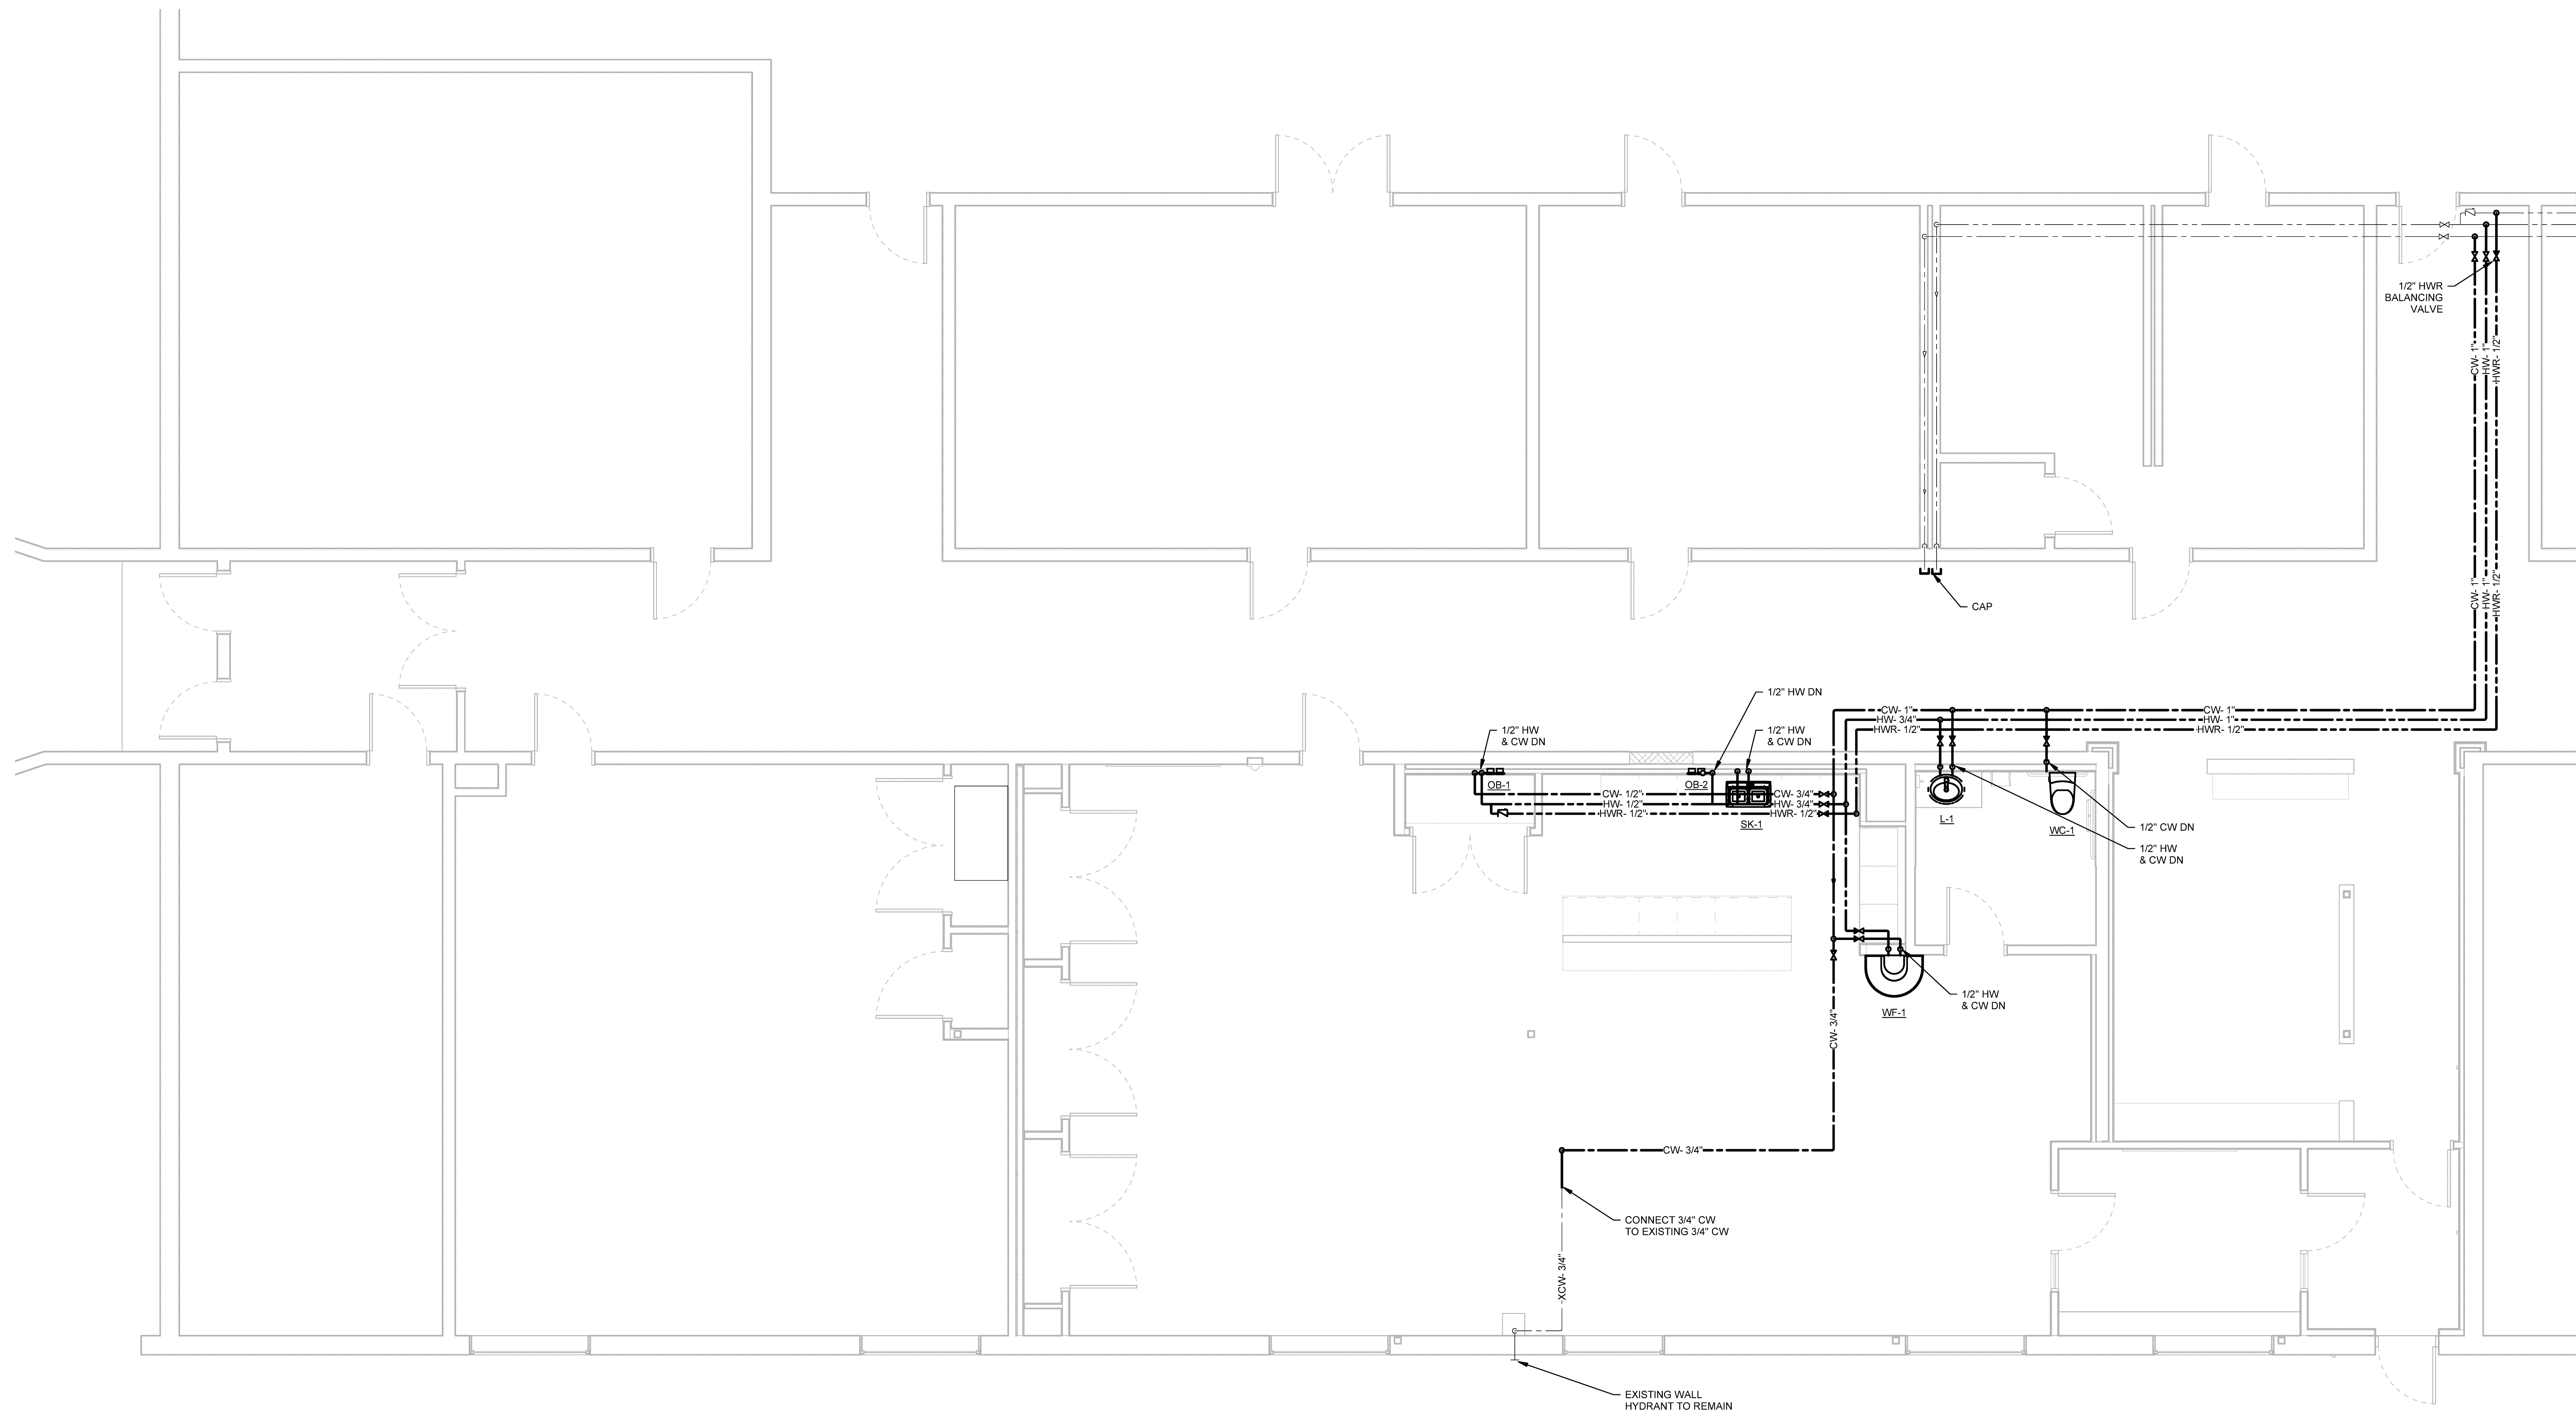 1/2" HWR
BALANCING
VALVE
CW- 1"
HW- 1"
HWR- 1/2"
CW- 1"
HW- 1"
HWR- 1/2"
CAP
1/2" HW DN
1/2" HW
& CW DN
1/2" HW
& CW DN
CW- 1"
HW- 3/4"
HWR- 1/2"
CW- 1"
HW- 1"
HWR- 1/2"
OB-1
OB-2
CW- 1/2"
HW- 1/2"
HWR- 1/2"
CW- 3/4"
HW- 3/4"
HWR- 1/2"
SK-1
L-1
WC-1
1/2" CW DN
1/2" HW
& CW DN
1/2" HW
& CW DN
WF-1
CW- 3/4"
CW- 3/4"
CONNECT 3/4" CW
TO EXISTING 3/4" CW
XCW- 3/4"
EXISTING WALL
HYDRANT TO REMAIN